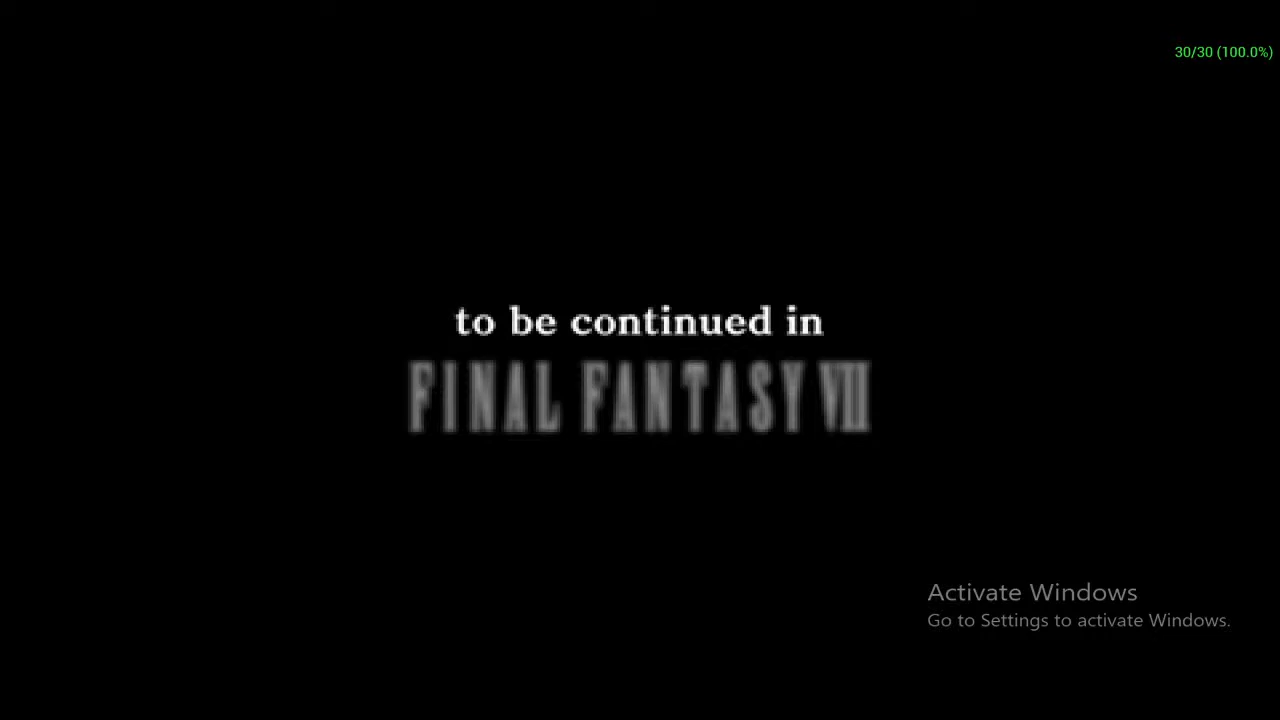 30/30 (100.0%)
to be continued in
FINAL FANTASY VII
Activate Windows
Go to Settings to activate Windows.